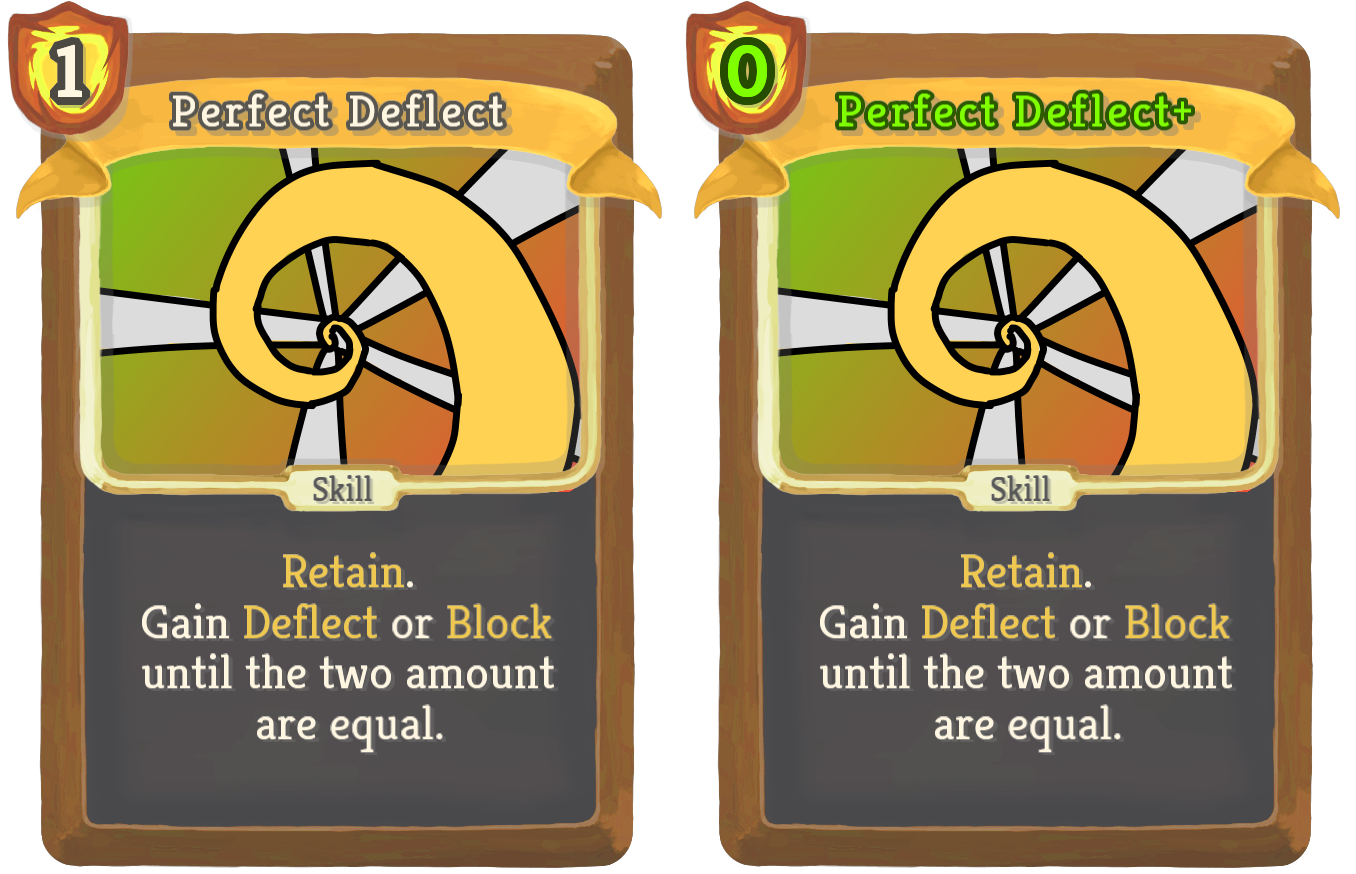 1
Perfect Deflect
Skill
Retain.
Gain Deflect or Block
until the two amount
are equal.
0
Perfect Deflect+
Skill
Retain.
Gain Deflect or Block
until the two amount
are equal.